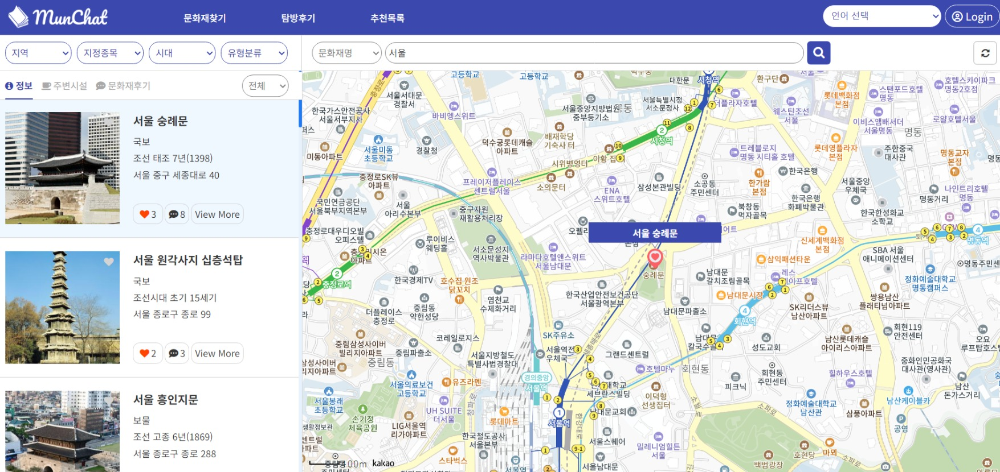 MunChat
문화재찾기
탐방후기
추천목록
언어 선택
Login
지역
지정종목
시대
유형분류
문화재명
서울
정보
주변시설
문화재후기
전체
서울 숭례문
국보
조선 태조 7년(1398)
서울 중구 세종대로 40
3
8
View More
서울 원각사지 십층석탑
국보
조선시대 초기 15세기
서울 종로구 종로 99
2
3
View More
서울 흥인지문
보물
조선 고종 6년(1869)
서울 종로구 종로 288
고등학교
고등학교
대한문
시청역
환구단
롯데백화점
본점
스탠포드호텔
명동
호텔스카이파크
명동2호점
서울서대문
경찰서
한국가스안전공사
서울서부지사
바비엥스위트
서울중앙지방법원
중부등기소
서울특별시청
서소문청사
더플라자호텔
웨스틴조선
서울
이비스앰배서더
서울명동
로얄호텔서울
명동
미동아파트
서울미동
초등학교
경찰청
덕수궁롯데캐슬
아파트
배재학당
기숙사 터
2
시청역
트레블로지
명동 시티홀 호텔
롯데영플라자
본점
주한중국
대사관
명동교자
본점
이황 집터
시위병영터
소의문터
프레이저플레이스
센트럴서울
충정로SK뷰
아파트
ENA
스위트호텔
삼성본관빌딩
소공동
주민센터
한가람
본점
한국은행
한국은행
화폐박물관
서울중앙
우체국
명동거리
나인트리호텔
명동
국민연금공단
서울북부지역본부
서울
아리수본부
중구자원
재활용처리장
북창동
먹자골목
한국한성화교
소학교
서울 숭례문
숭례문
충정로대우디오빌
오피스텔
루이비스
웨딩홀
서소문성지
역사박물관
라마다호텔앤스위트
서울남대문
신세계백화점
본점
SBA 서울
애니메이션센터
4
명동역
삼익패션타운
남대문
갈치조림골목
명동주민센
정화예술대학교
명동캠퍼스
2
충정로역
한국경제TV
호수집 원조
닭꼬치
한국산업안전보건공단
서울광역본부
남대문시장
SK리더스뷰
남산아파트
쌍용남산
플래티넘아파트
더플레이스
충정로
중림동
약현성당
염천교
수제화거리
남대문파출소
4
회현역
회현119
안전센터
SK주유소
세종대로
중림삼성사이버
빌리지아파트
중림동
중림파출소
코레일로지스
서울지방철도
특별사법경찰대
서울역전
우체국
그랜드센트럴
성도교회
남산롯데캐슬
아이리스아파트
오요
루프탑호스
호텔마누
회현동
회현동
주민센터
중화인민공화국
대사관(영사관)
경의중앙
서울역
서울의료보건
고등학교
유즈라멘
세브란스빌딩
피크닉
힐하우스호텔
남산
돈가스거리
서울봉래
초등학교
손기정
체육공원
UH SUITE
더서울
롯데마트
1
서울역
남대문교회
이덕형
선생집터
정화예술대학교
남산관
삼풍아파트
남산케이블카
공영
LIG서울역
리가아파트
한국철도공사
서울본부
청파로
한강대로
서울스퀘어
밀레니엄힐튼
서울
소월로
소파로
스타벅스
9-1
호현당
마뫼
백범광장
소파로
서울남대문
kakao